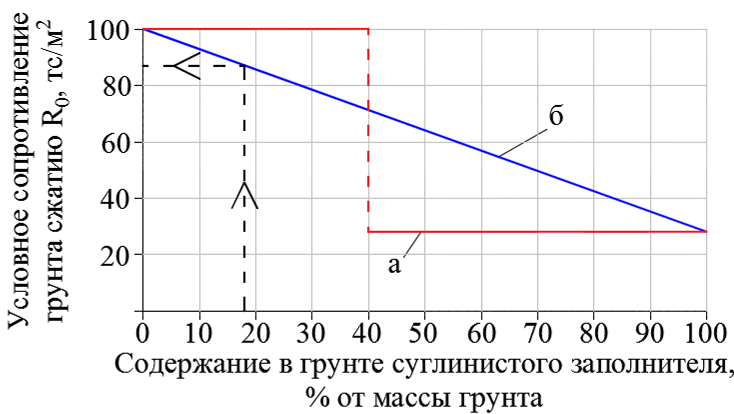 Условное сопротивление
грунта сжатию R0, тс/м2
100
80
60
40
20
б
а
0 10 20 30 40 50 60 70 80 90 100
Содержание в грунте суглинистого заполнителя,
% от массы грунта